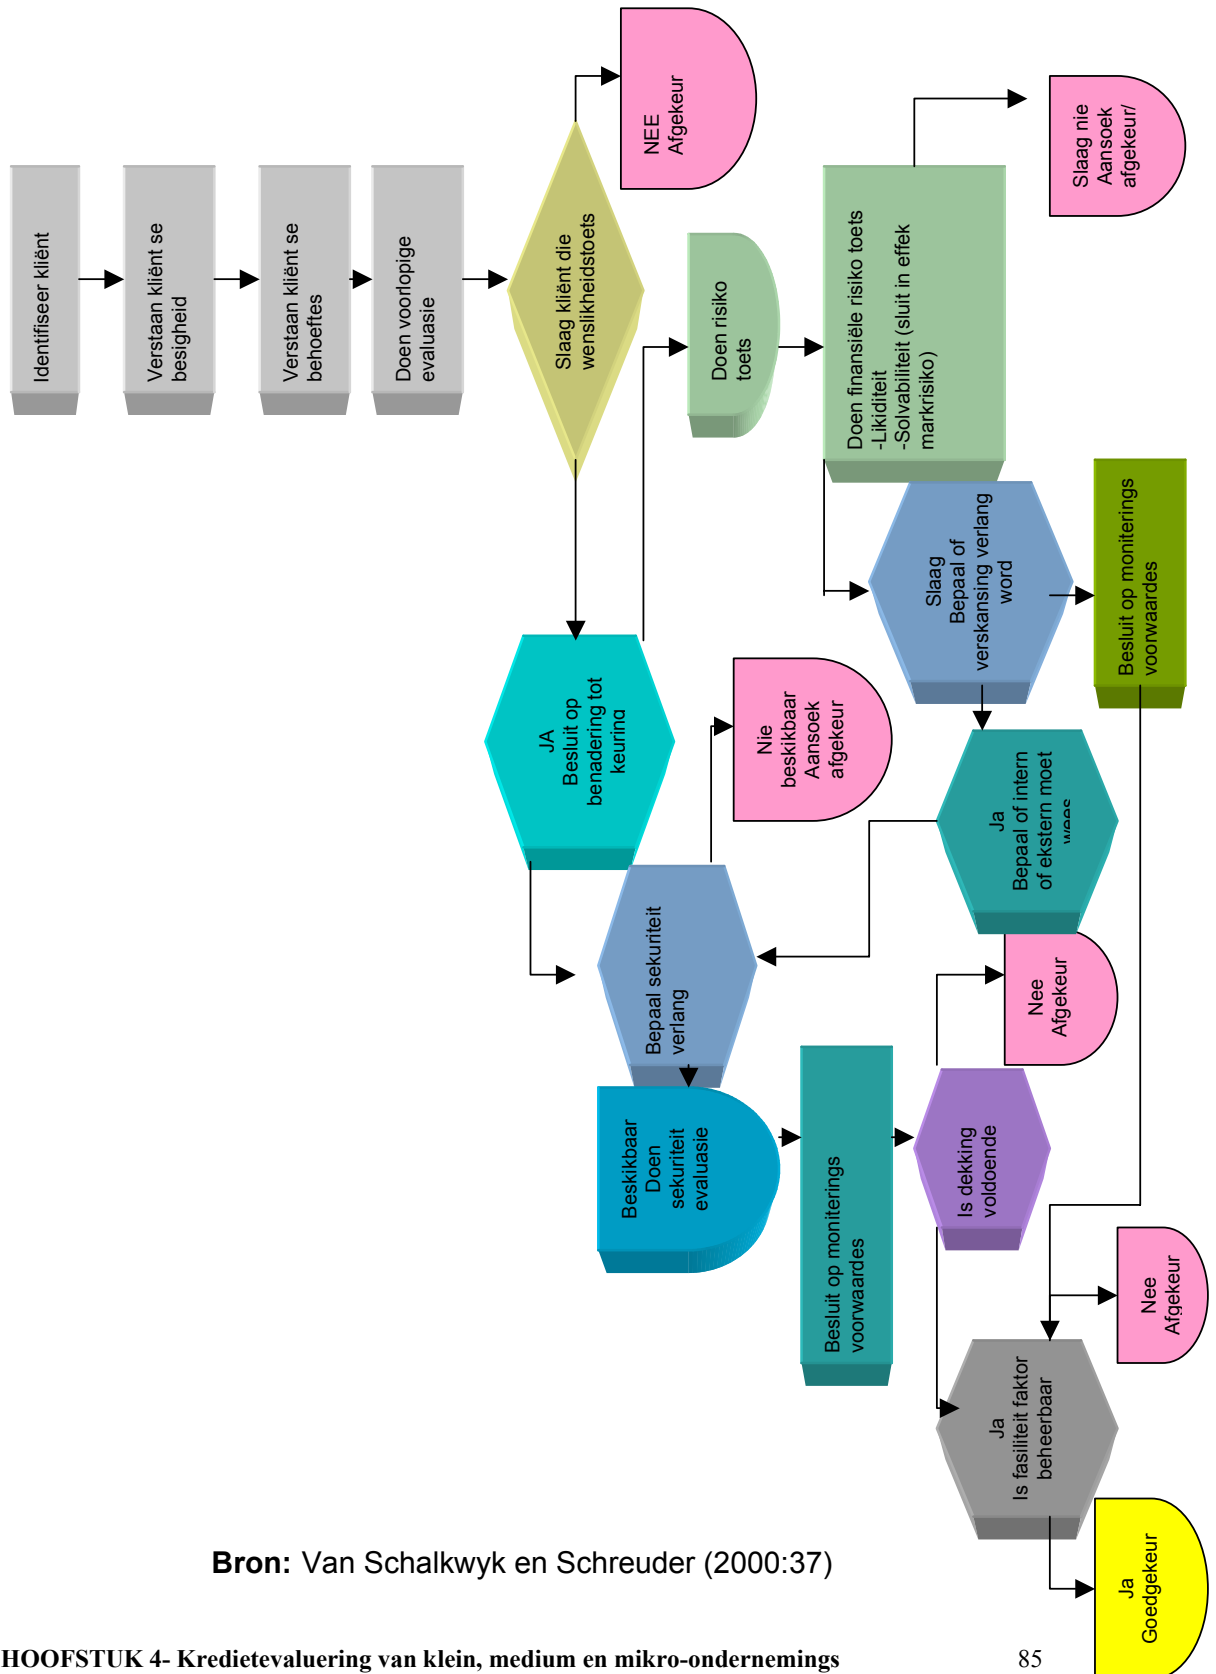 Identifiseer kliënt
Verstaan kliënt se
besigheid
Verstaan kliënt se
behoeftes
Doen voorlopige
evaluasie
Slaag kliënt die
wenslikheidstoets
NEE
Afgekeur
JA
Besluit op
benadering tot
keuring
Doen risiko
toets
Doen finansiële risiko toets
-Likiditeit
-Solvabiliteit (sluit in effek
markrisiko)
Slaag nie
Aansoek
afgekeur/
Slaag
Bepaal of
verskansing verlang
word
Besluit op moniterings
voorwaardes
Ja
Bepaal of intern
of ekstern moet
wees
Bepaal sekuriteit
verlang
Nie
beskikbaar
Aansoek
afgekeur
Beskikbaar
Doen
sekuriteit
evaluasie
Besluit op moniterings
voorwaardes
Is dekking
voldoende
Nee
Afgekeur
Ja
Is fasiliteit faktor
beheerbaar
Nee
Afgekeur
Ja
Goedgekeur
Bron: Van Schalkwyk en Schreuder (2000:37)
HOOFSTUK 4- Kredietevaluering van klein, medium en mikro-ondernemings 85